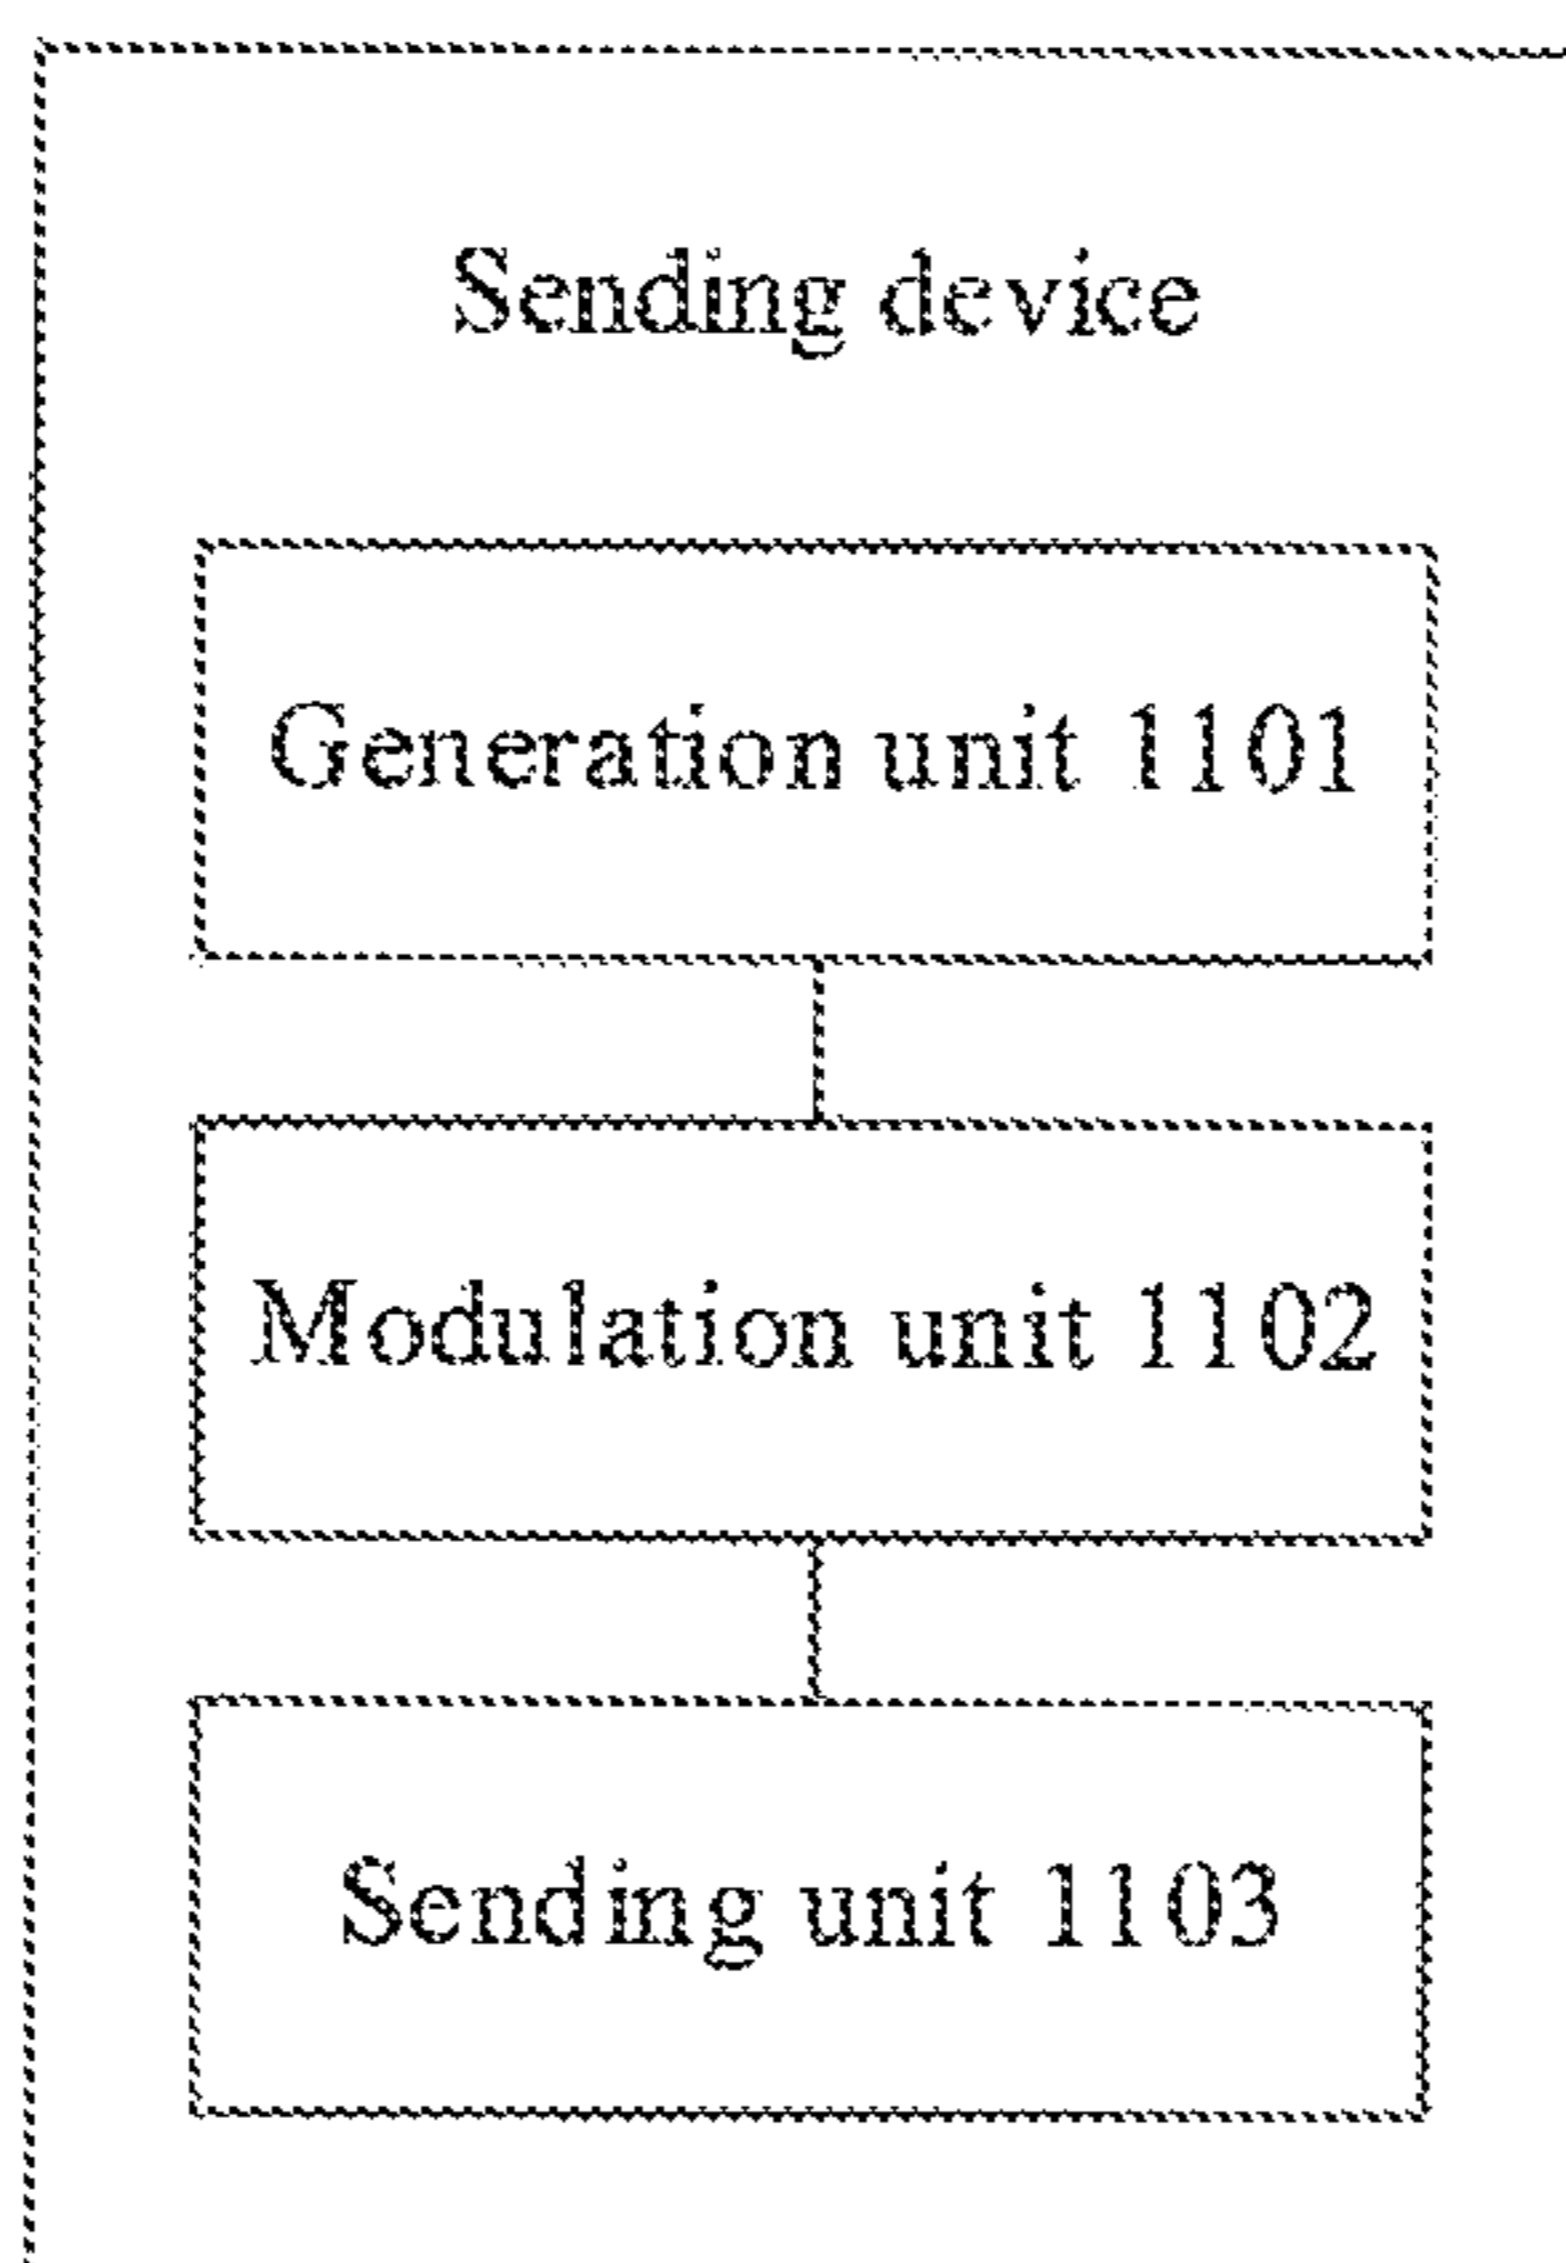 Sending device
Generation unit 1101
Modulation unit 1102
Sending unit 1103